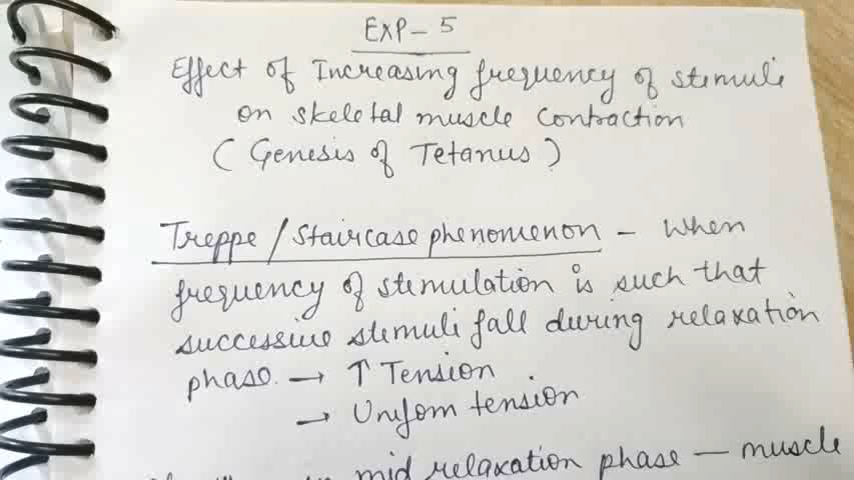 EXP - 5
Effect of Increasing frequency of stimuli
on skeletal muscle contraction
( Genesis of Tetanus )
Treppe / Staircase phenomenon - When
frequency of stimulation is such that
successive stimuli fall during relaxation
phase. → ↑ Tension
→ Uniform tension
mid relaxation phase — muscle